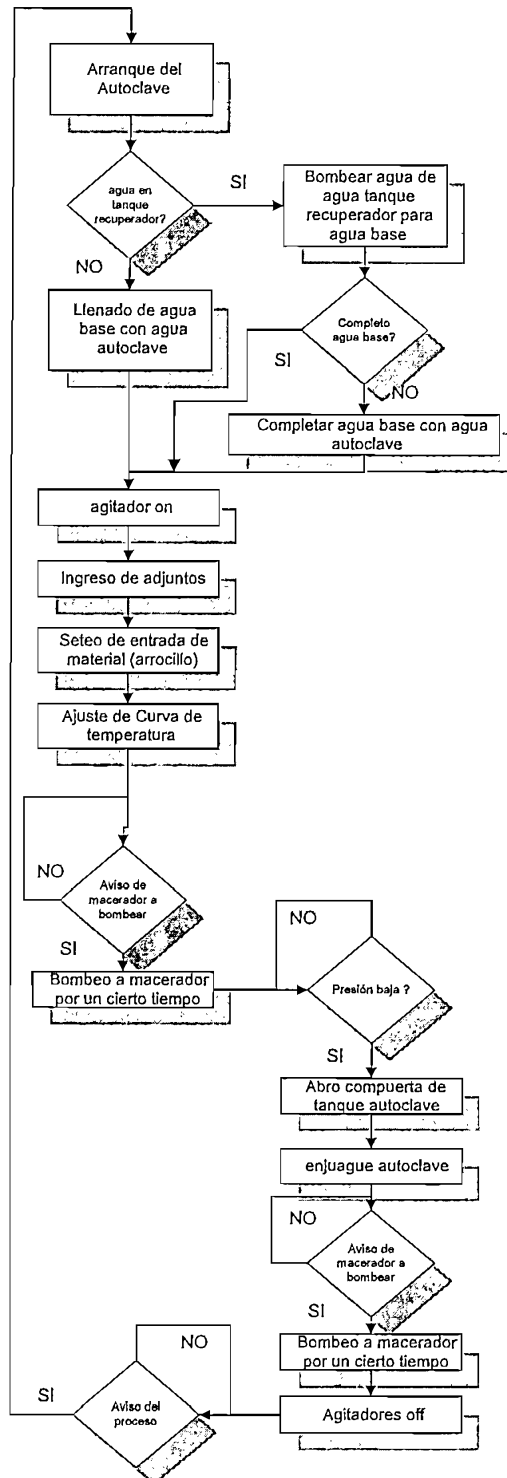 Arranque del
Autoclave
agua en
tanque
recuperador?
SI
Bombear agua de
agua tanque
recuperador para
agua base
NO
Llenado de agua
base con agua
autoclave
Completo
agua base?
SI
NO
Completar agua base con agua
autoclave
agitador on
Ingreso de adjuntos
Seteo de entrada de
material (arrocillo)
Ajuste de Curva de
temperatura
NO
Aviso de
macerador a
bombear
SI
Bombeo a macerador
por un cierto tiempo
NO
Presión baja ?
SI
Abro compuerta de
tanque autoclave
enjuague autoclave
NO
Aviso de
macerador a
bombear
SI
Bombeo a macerador
por un cierto tiempo
Agitadores off
NO
Aviso del
proceso
SI